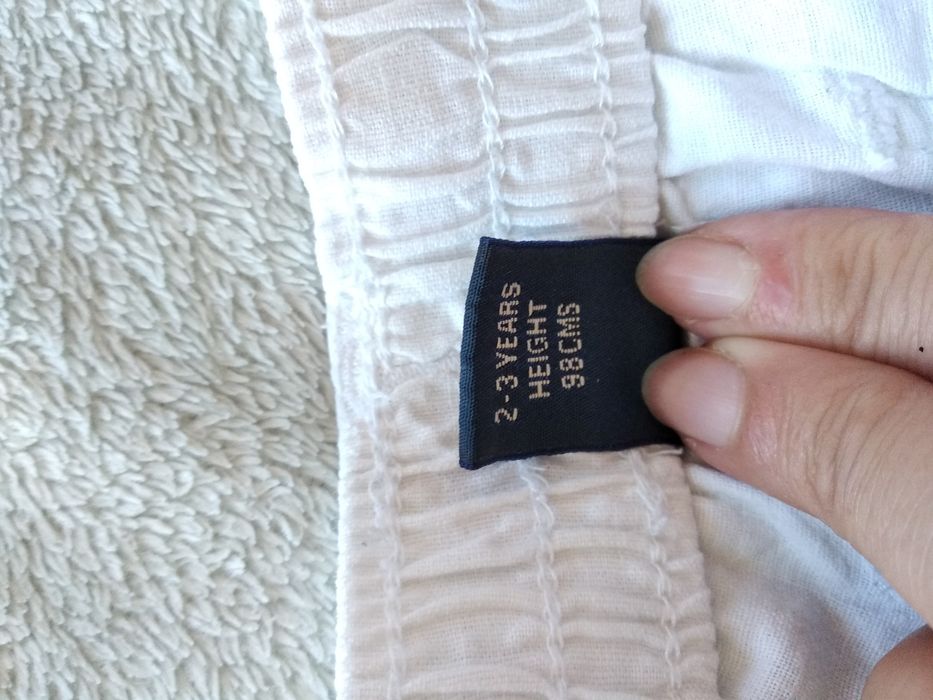 2-3 YEARS
HEIGHT
98CMS